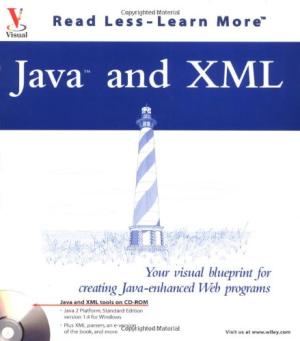 Copyrighted Material
Read Less-Learn More™
Visual
Java™ and XML
Your visual blueprint for
creating Java-enhanced Web programs
Java and XML tools on CD-ROM
• Java 2 Platform, Standard Edition
version 1.4 for Windows
• Plus XML parsers, an e-version
of the book, and more
Visit us at www.wiley.com
Copyrighted Material